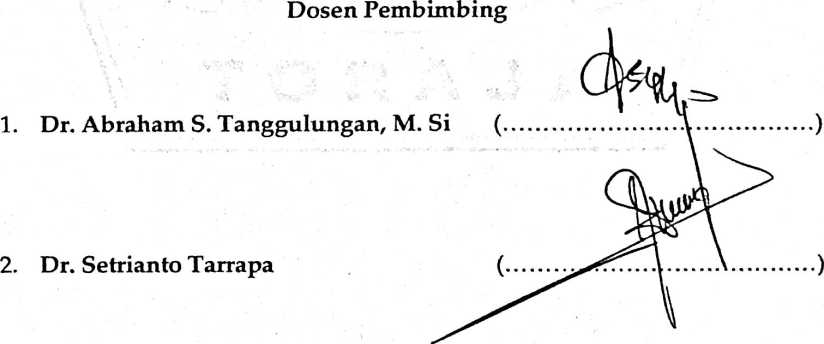 Dosen Pembimbing
1. Dr. Abraham S. Tanggulungan, M. Si (........................................)
2. Dr. Setrianto Tarrapa (........................................)